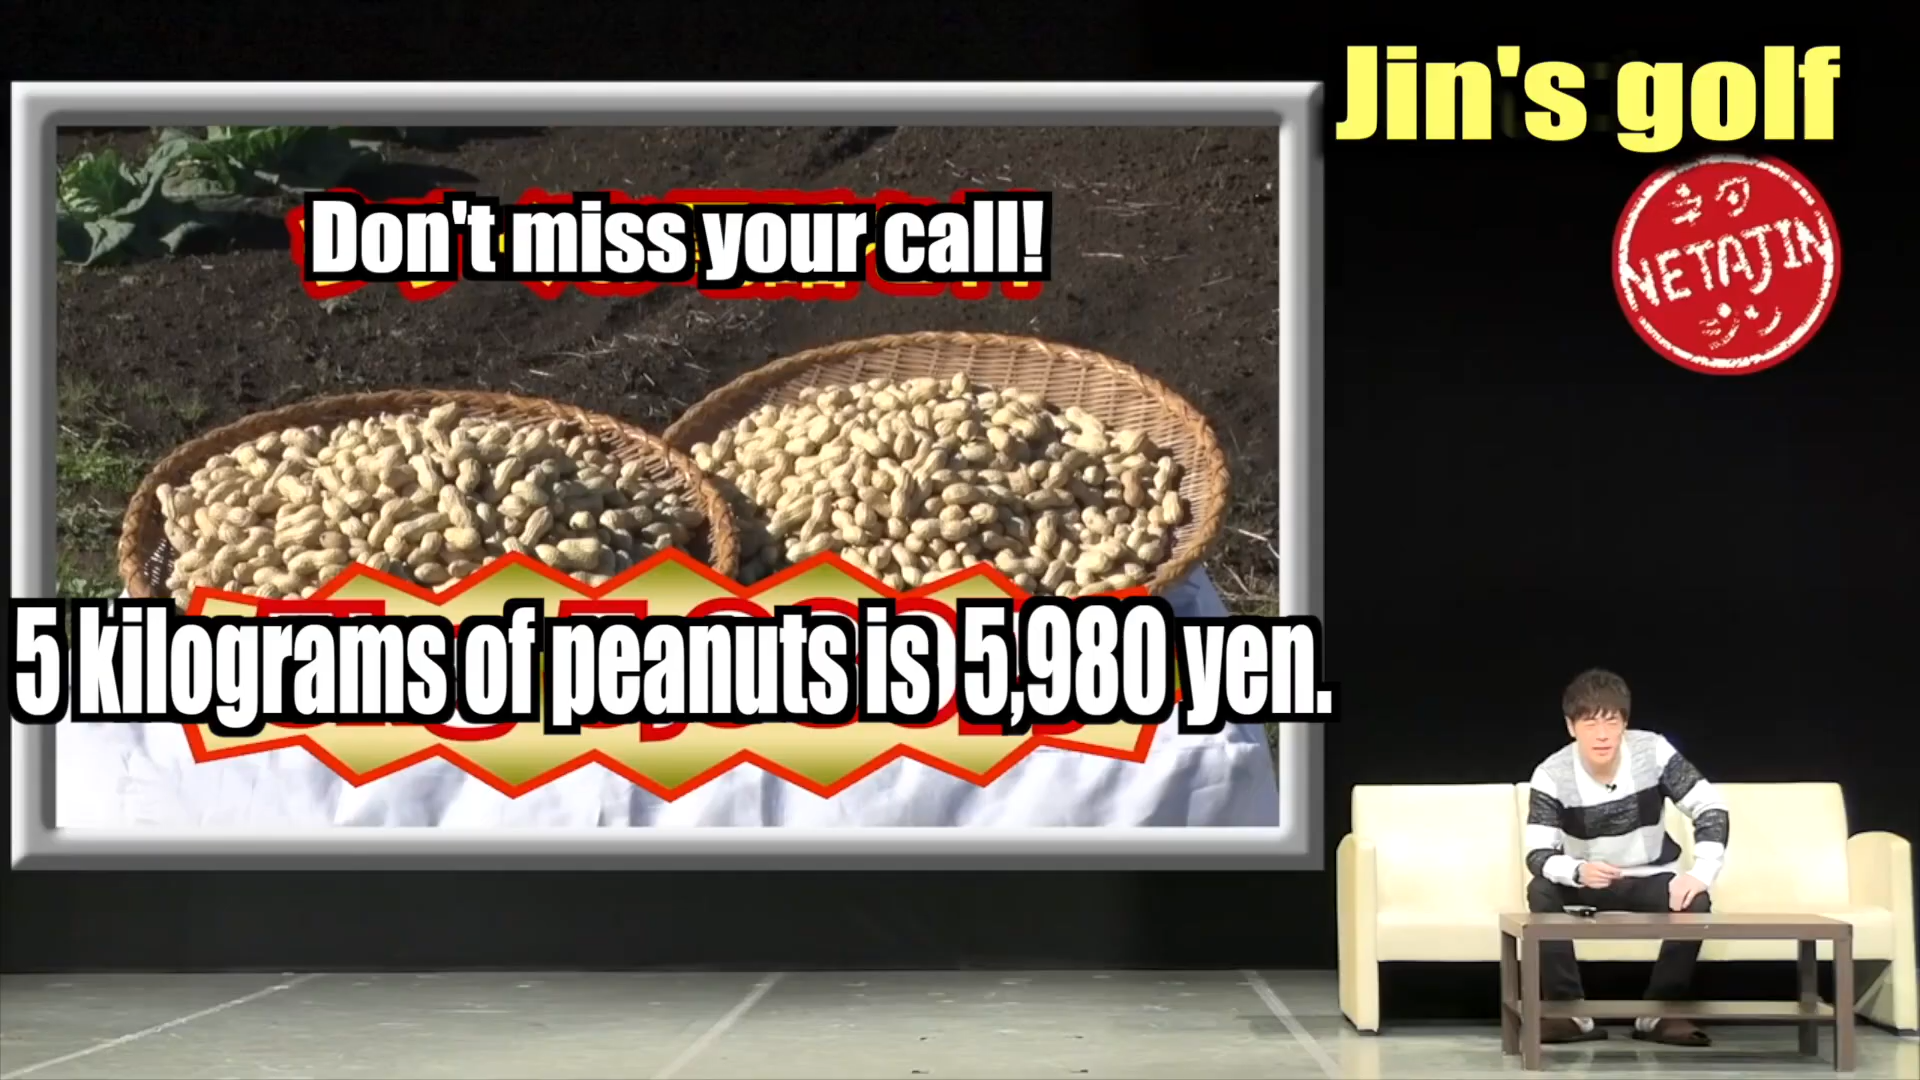 Jin's golf
Don't miss your call!
5 kilograms of peanuts is 5,980 yen.
ネタ
NETAJIN
ジン